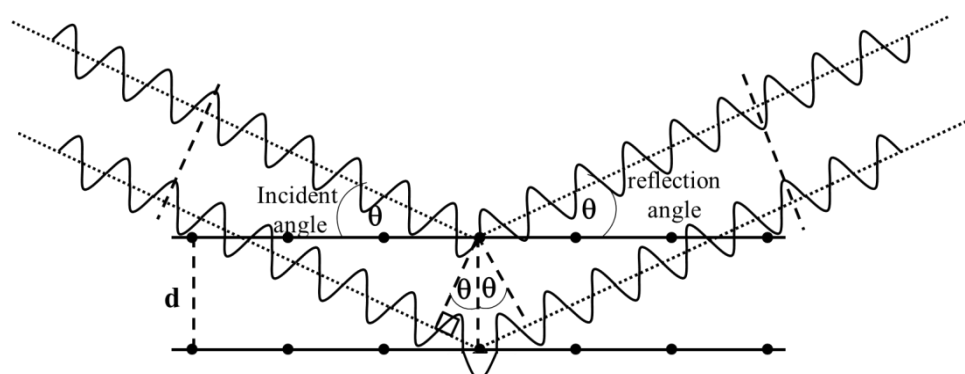 Incident
angle
θ
reflection
angle
θ
d
θ
θ